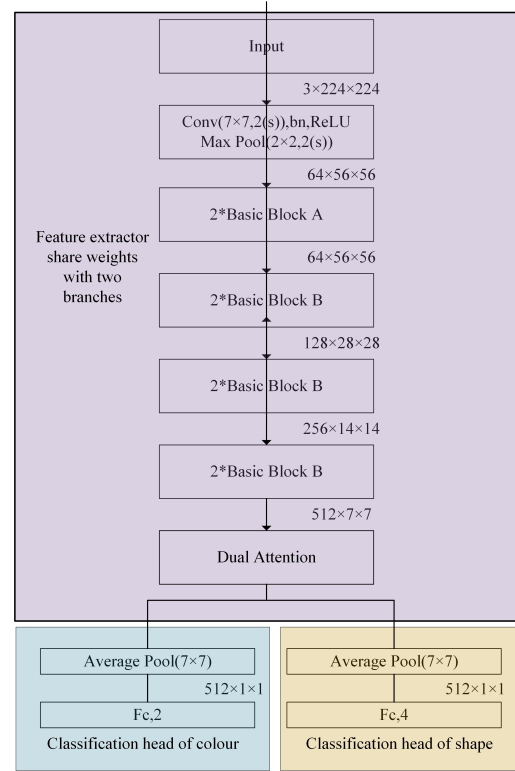 Input
3×224×224
Conv(7×7,2(s)),bn,ReLU
Max Pool(2×2,2(s))
64×56×56
2*Basic Block A
Feature extractor
share weights
with two
branches
64×56×56
2*Basic Block B
128×28×28
2*Basic Block B
256×14×14
2*Basic Block B
512×7×7
Dual Attention
Average Pool(7×7)
512×1×1
Fc,2
Classification head of colour
Average Pool(7×7)
512×1×1
Fc,4
Classification head of shape